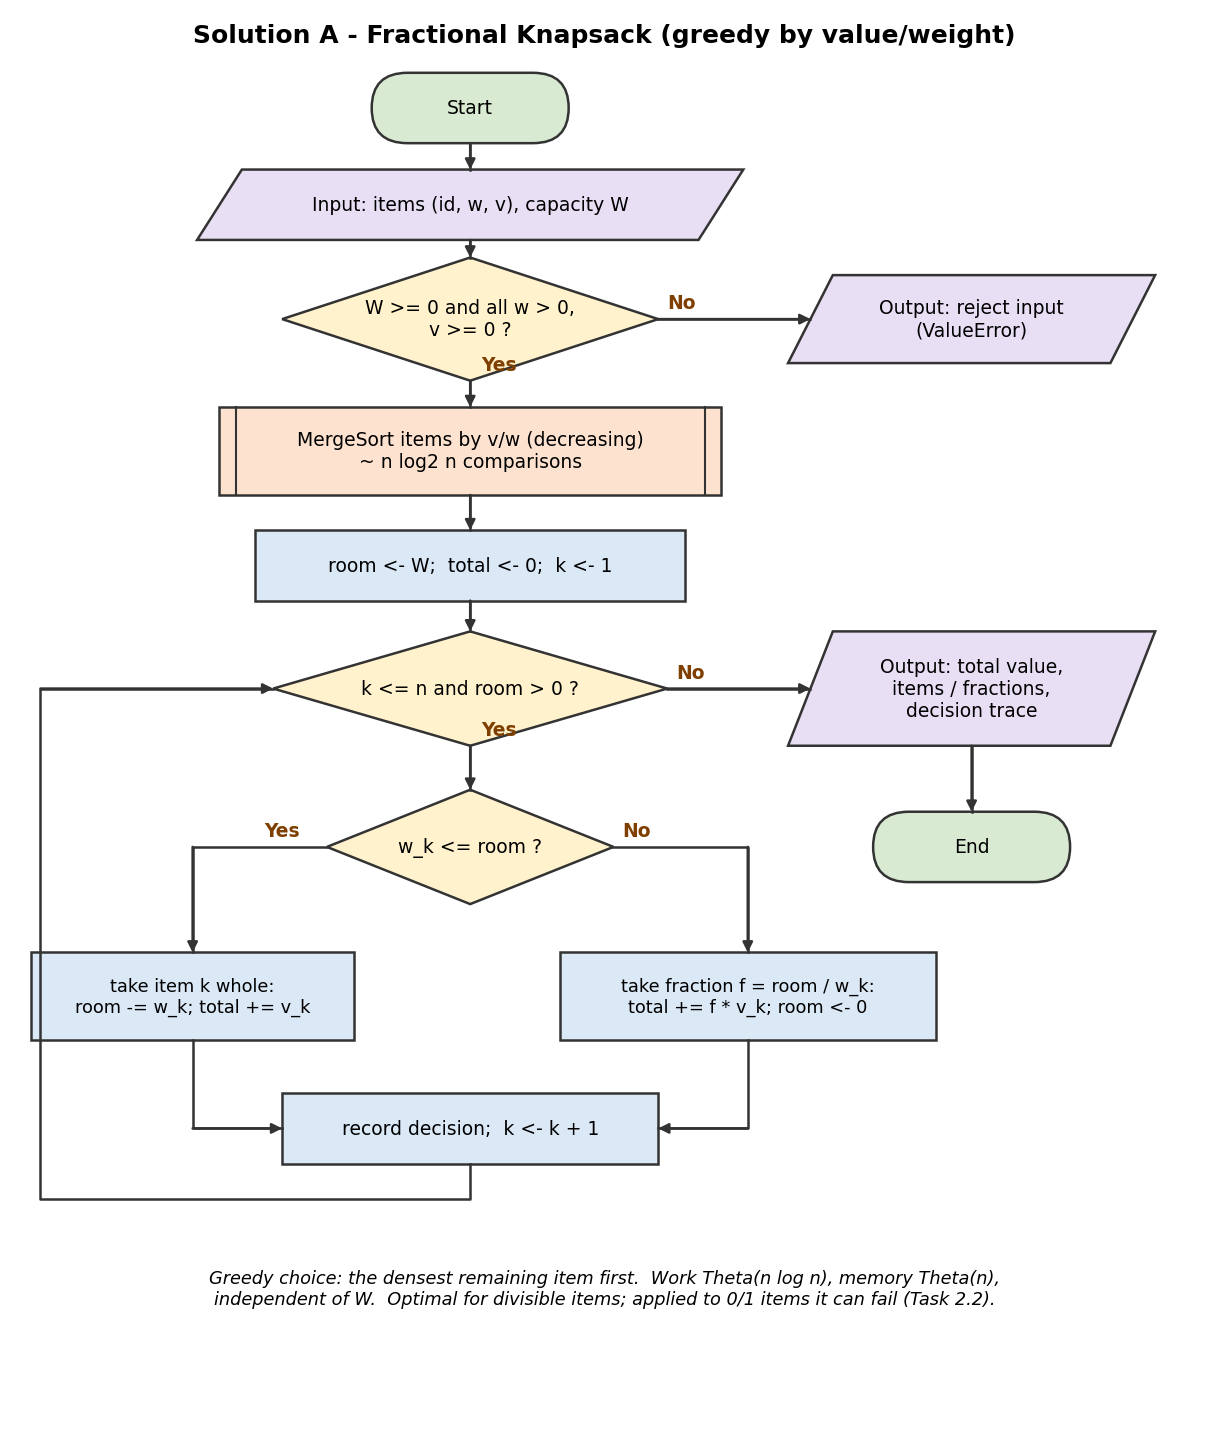 Solution A - Fractional Knapsack (greedy by value/weight)
Start
Input: items (id, w, v), capacity W
W >= 0 and all w > 0,
v >= 0 ?
No
Output: reject input
(ValueError)
Yes
MergeSort items by v/w (decreasing)
~ n log2 n comparisons
room <- W;  total <- 0;  k <- 1
k <= n and room > 0 ?
No
Output: total value,
items / fractions,
decision trace
Yes
End
w_k <= room ?
Yes
No
take item k whole:
room -= w_k; total += v_k
take fraction f = room / w_k:
total += f * v_k; room <- 0
record decision;  k <- k + 1
Greedy choice: the densest remaining item first.  Work Theta(n log n), memory Theta(n),
independent of W.  Optimal for divisible items; applied to 0/1 items it can fail (Task 2.2).